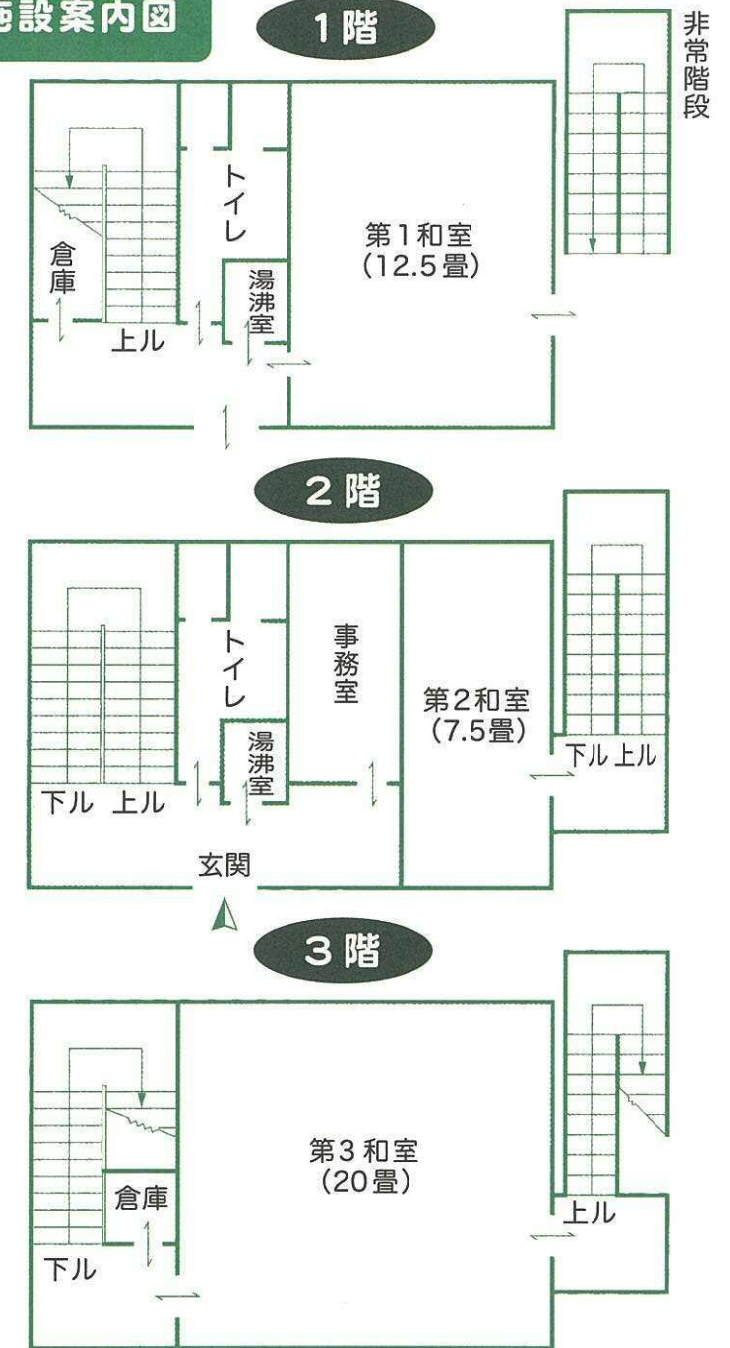 施設案内図
1階
非常階段
トイレ
第1和室
(12.5畳)
倉庫
湯沸室
上ル
2階
トイレ
事務室
第2和室
(7.5畳)
湯沸室
下ル 上ル
下ル 上ル
玄関
3階
第3和室
(20畳)
倉庫
上ル
下ル